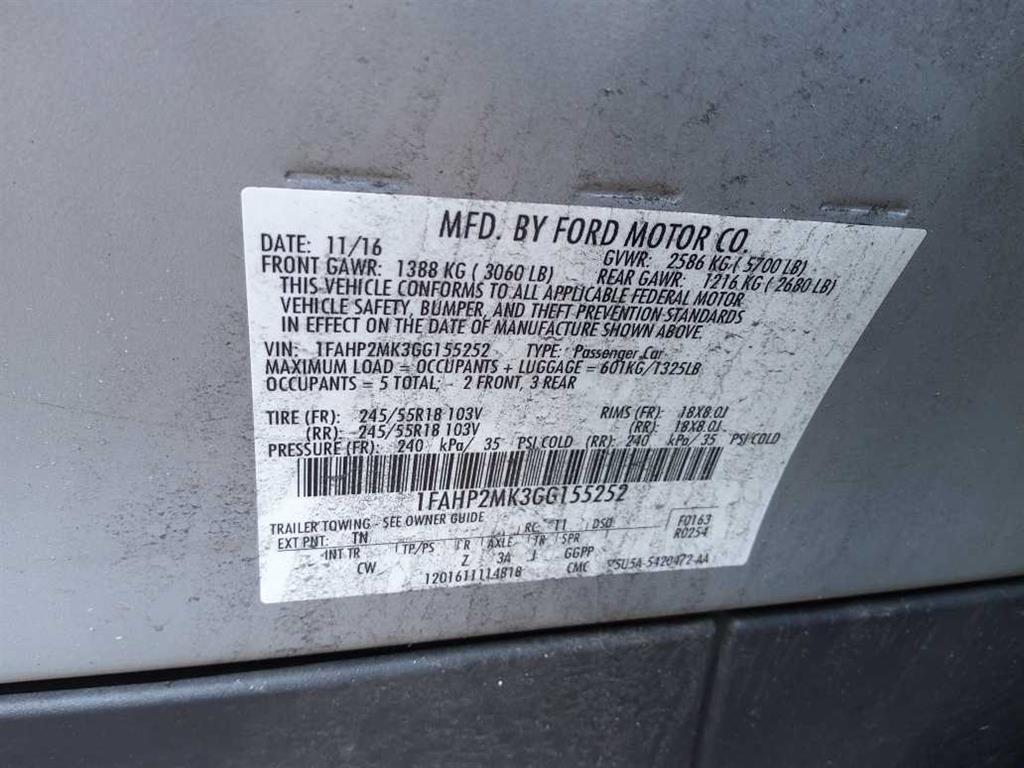 MFD. BY FORD MOTOR CO.
DATE: 11/16 GVWR: 2586 KG ( 5700 LB)
FRONT GAWR: 1388 KG ( 3060 LB) REAR GAWR: 1216 KG ( 2680 LB)
THIS VEHICLE CONFORMS TO ALL APPLICABLE FEDERAL MOTOR
VEHICLE SAFETY, BUMPER, AND THEFT PREVENTION STANDARDS
IN EFFECT ON THE DATE OF MANUFACTURE SHOWN ABOVE.
VIN: 1FAHP2MK3GG155252 TYPE: Passenger Car
MAXIMUM LOAD = OCCUPANTS + LUGGAGE = 601KG/1325LB
OCCUPANTS = 5 TOTAL; - 2 FRONT, 3 REAR
TIRE (FR): 245/55R18 103V RIMS (FR): 18X8.0J
(RR): 245/55R18 103V (RR): 18X8.0J
PRESSURE (FR): 240 kPa/ 35 PSI COLD (RR): 240 kPa/ 35 PSI COLD
1FAHP2MK3GG155252
TRAILER TOWING - SEE OWNER GUIDE
EXT PNT: TN RC: T1 DSO F0163
R0254
INT TR TP/PS R AXLE TR SPR
CW Z 3A J GGPP
1201611114818 CMC 5420472-AA